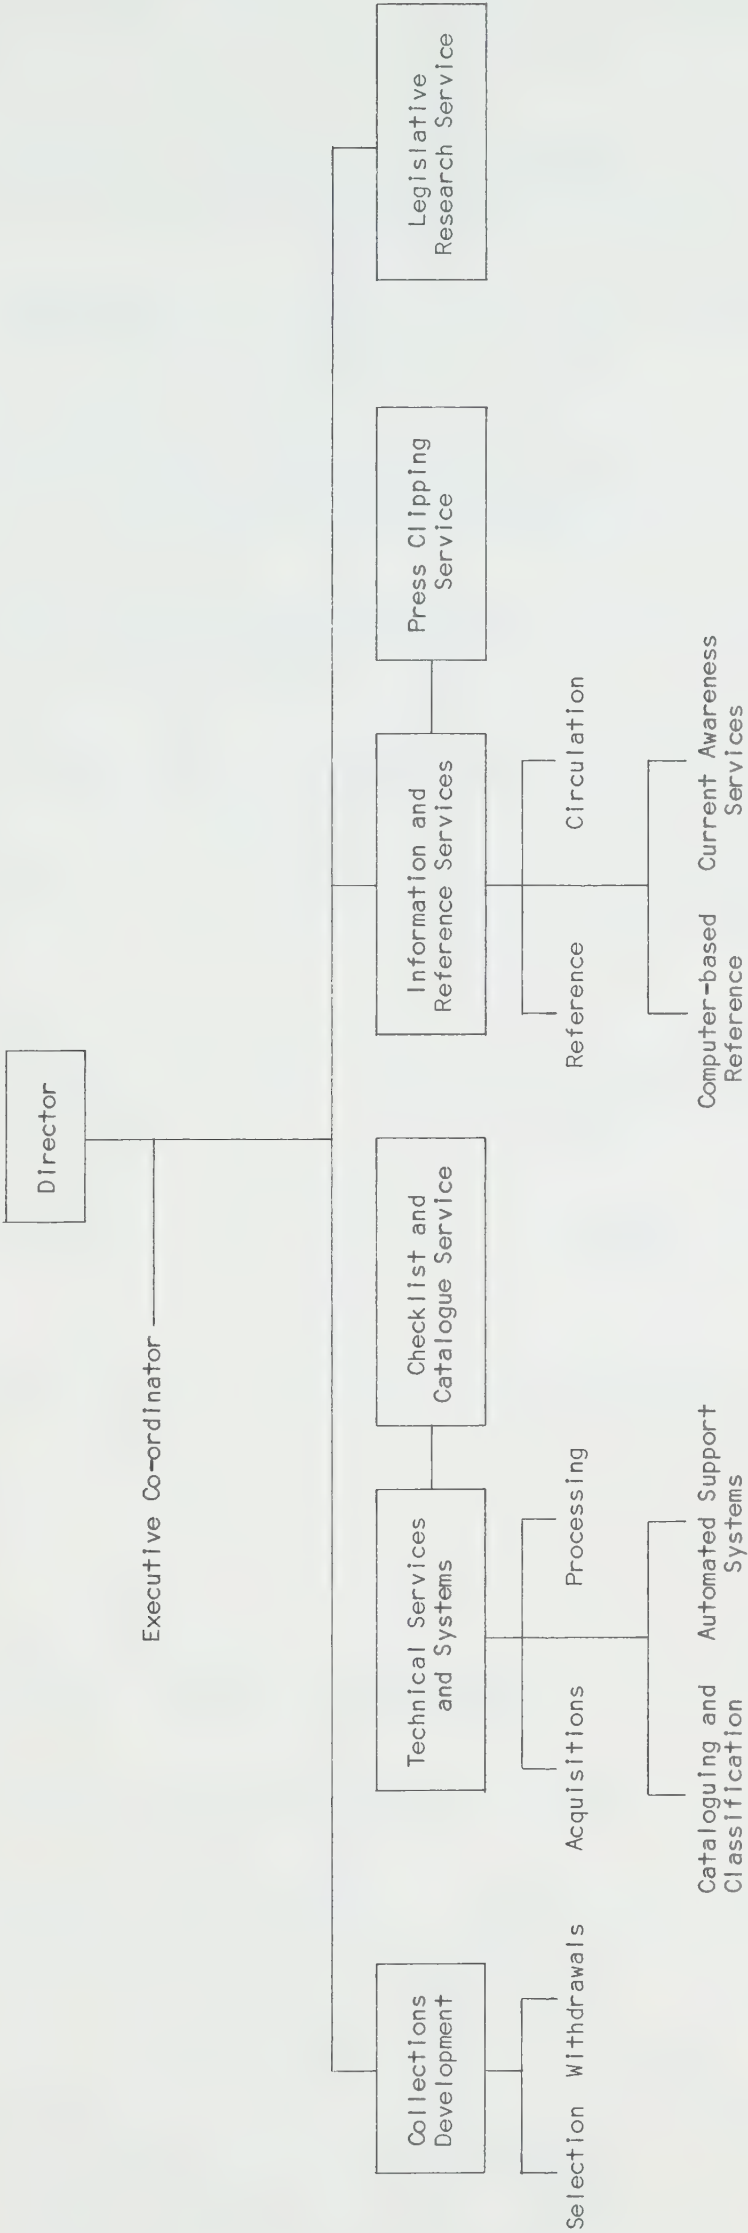 Director
Executive Co-ordinator
Collections
Development
Technical Services
and Systems
Checklist and
Catalogue Service
Information and
Reference Services
Press Clipping
Service
Legislative
Research Service
Selection
Withdrawals
Acquisitions
Processing
Reference
Circulation
Cataloguing and
Classification
Automated Support
Systems
Computer-based
Reference
Current Awareness
Services